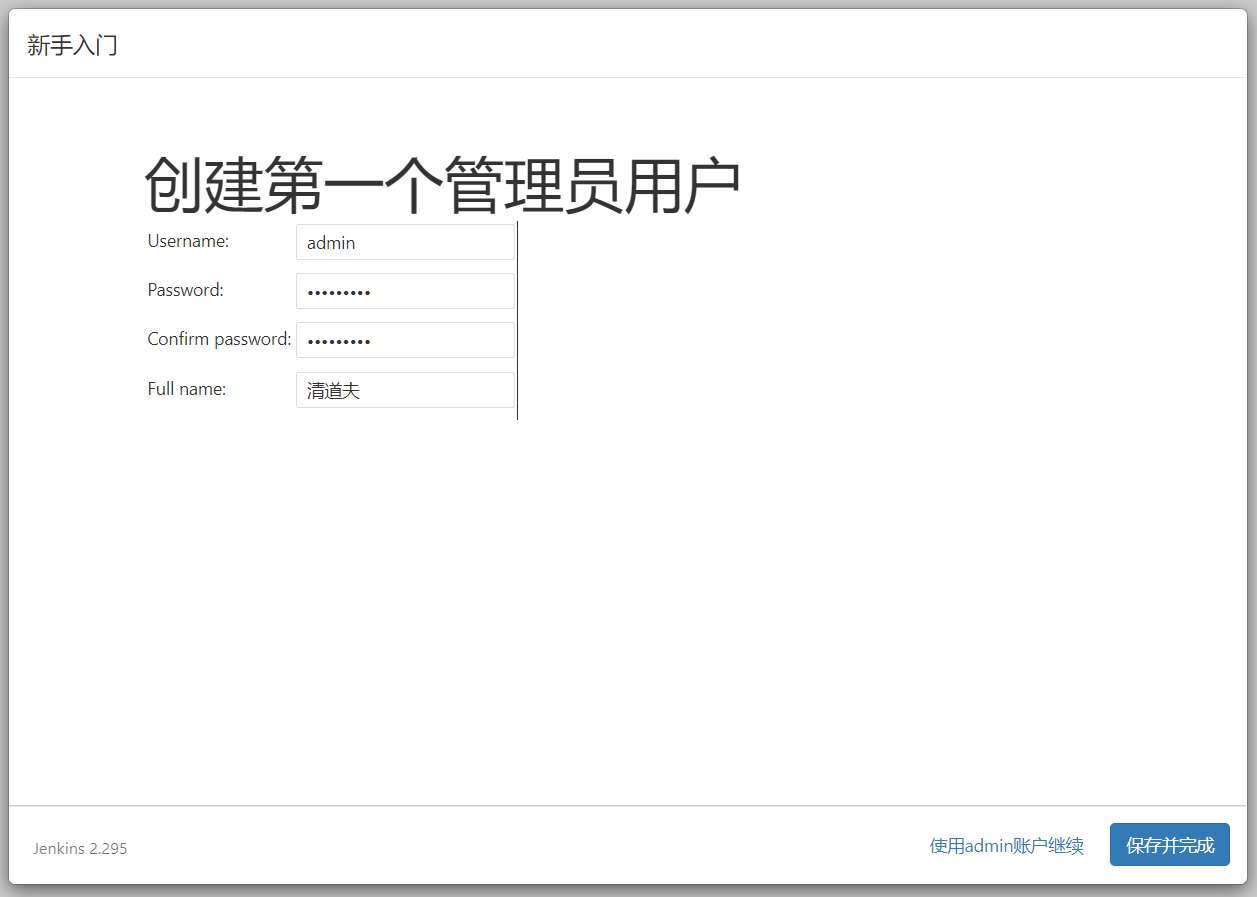 新手入门
创建第一个管理员用户
Username: admin
Password: •••••••••
Confirm password: •••••••••
Full name: 清道夫
Jenkins 2.295 使用admin账户继续 保存并完成